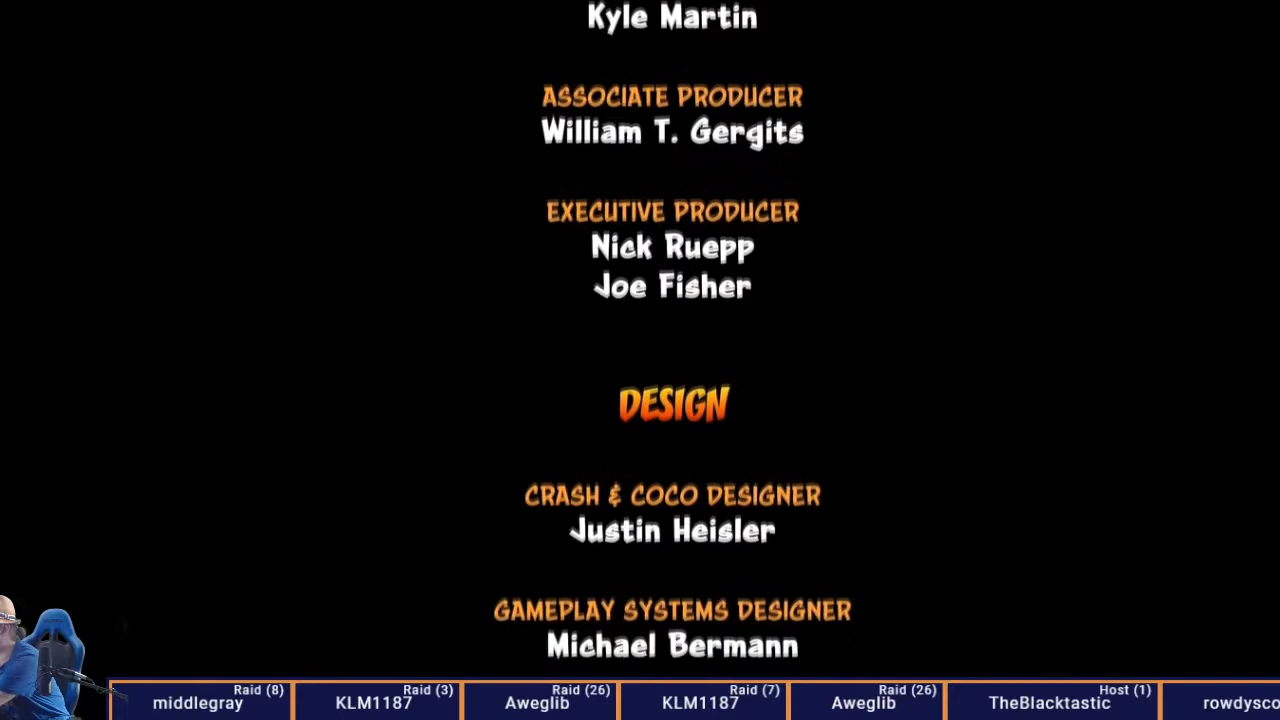 Kyle Martin
ASSOCIATE PRODUCER
William T. Gergits
EXECUTIVE PRODUCER
Nick Ruepp
Joe Fisher
DESIGN
CRASH & COCO DESIGNER
Justin Heisler
GAMEPLAY SYSTEMS DESIGNER
Michael Bermann
Raid (8)
middlegray
Raid (3)
KLM1187
Raid (26)
Aweglib
Raid (7)
KLM1187
Raid (26)
Aweglib
Host (1)
TheBlacktastic
rowdysco